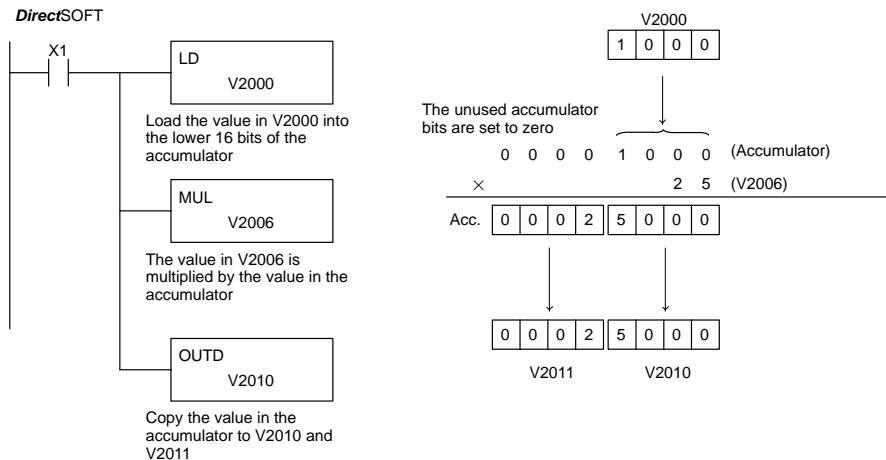 DirectSOFT
X1
LD
V2000
Load the value in V2000 into
the lower 16 bits of the
accumulator
MUL
V2006
The value in V2006 is
multiplied by the value in the
accumulator
OUTD
V2010
Copy the value in the
accumulator to V2010 and
V2011
V2000
1 0 0 0
The unused accumulator
bits are set to zero
0 0 0 0 1 0 0 0 (Accumulator)
× 2 5 (V2006)
Acc. 0 0 0 2 5 0 0 0
0 0 0 2 5 0 0 0
V2011 V2010